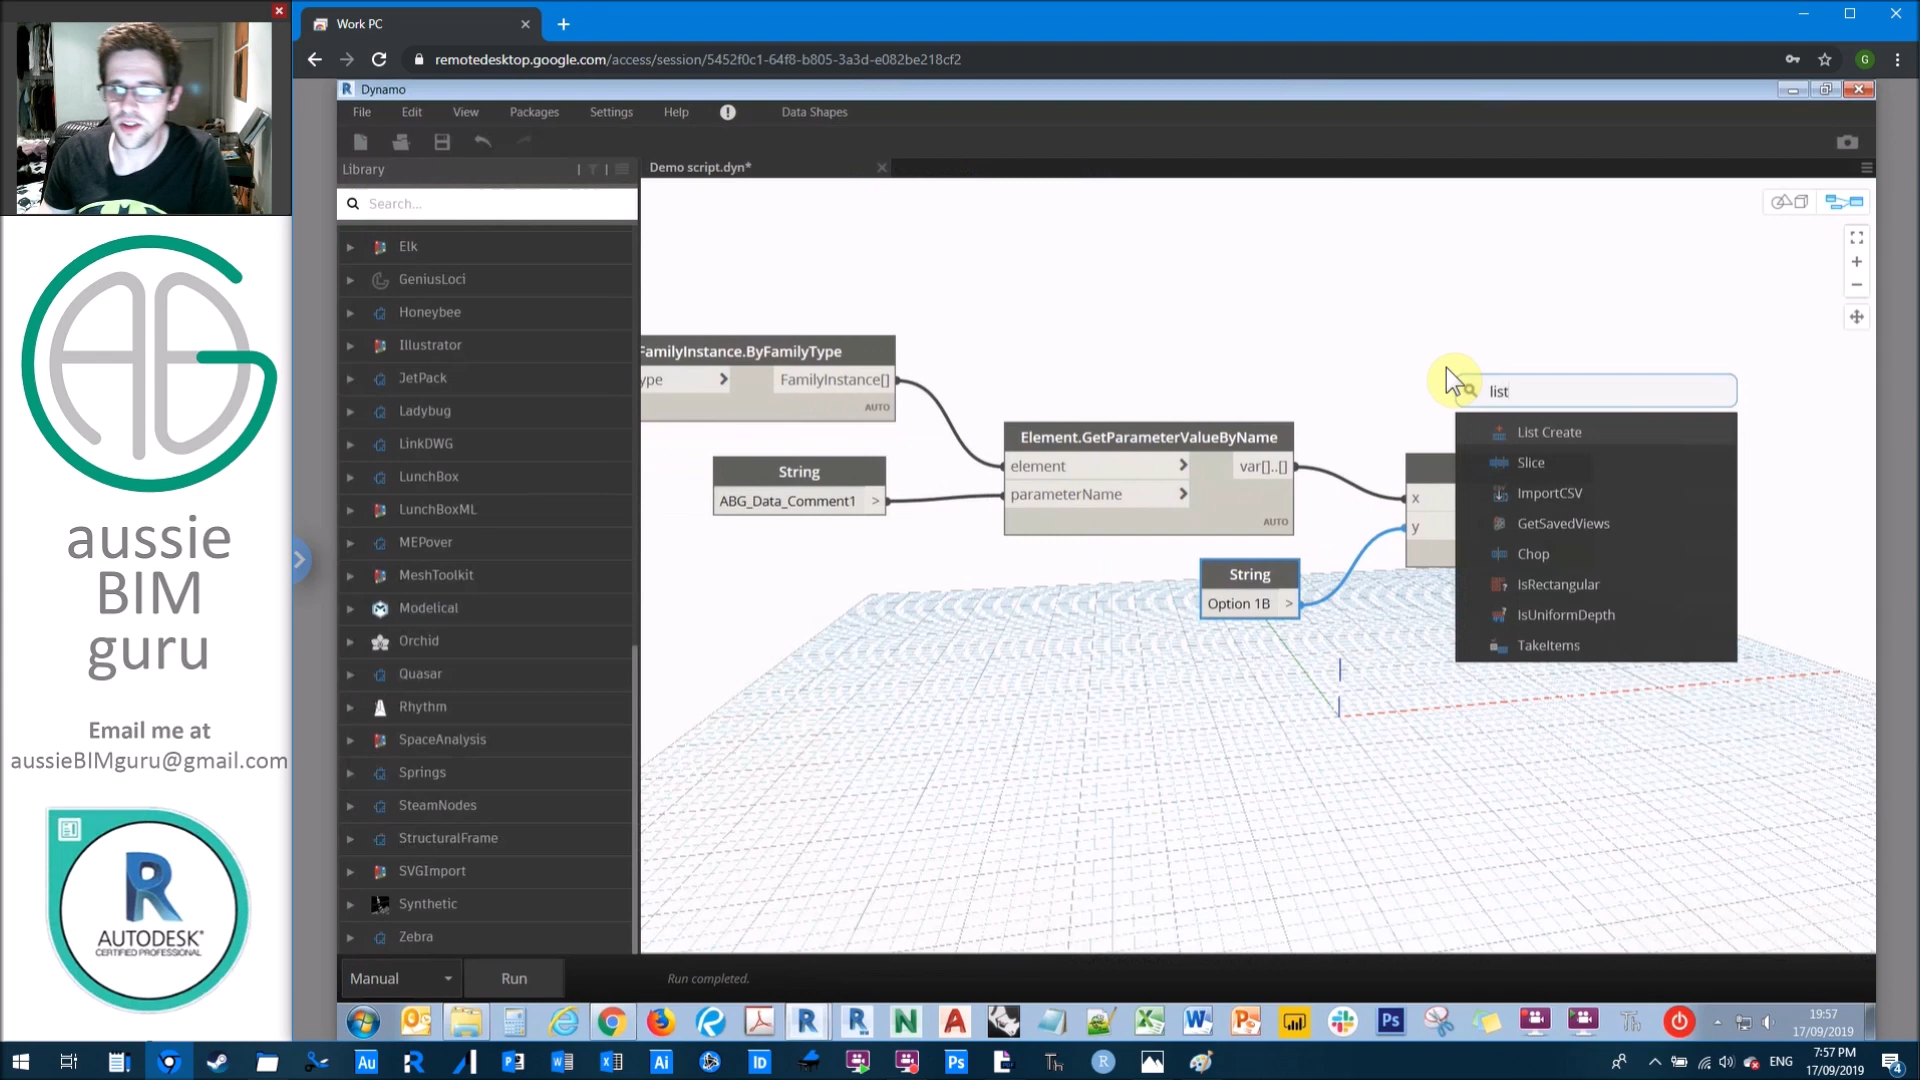 Work PC
remotedesktop.google.com/access/session/5452f0c1-64f8-b805-3a3d-e082be218cf2
G
R Dynamo
File Edit View Packages Settings Help Data Shapes
Library
Demo script.dyn*
Search...
Elk
GeniusLoci
Honeybee
Illustrator
JetPack
Ladybug
LinkDWG
LunchBox
LunchBoxML
MEPover
MeshToolkit
Modelical
Orchid
Quasar
Rhythm
SpaceAnalysis
Springs
SteamNodes
StructuralFrame
SVGImport
Synthetic
Zebra
Manual
Run
Run completed.
FamilyInstance.ByFamilyType
ype > FamilyInstance[]
AUTO
String
ABG_Data_Comment1 >
Element.GetParameterValueByName
element > var[]..[]
parameterName >
AUTO
String
Option 1B >
x
y
list
List Create
Slice
ImportCSV
GetSavedViews
Chop
IsRectangular
IsUniformDepth
TakeItems
aussie
BIM
guru
Email me at
aussieBIMguru@gmail.com
R
AUTODESK
CERTIFIED PROFESSIONAL
19:57
17/09/2019
ENG
7:57 PM
17/09/2019
4